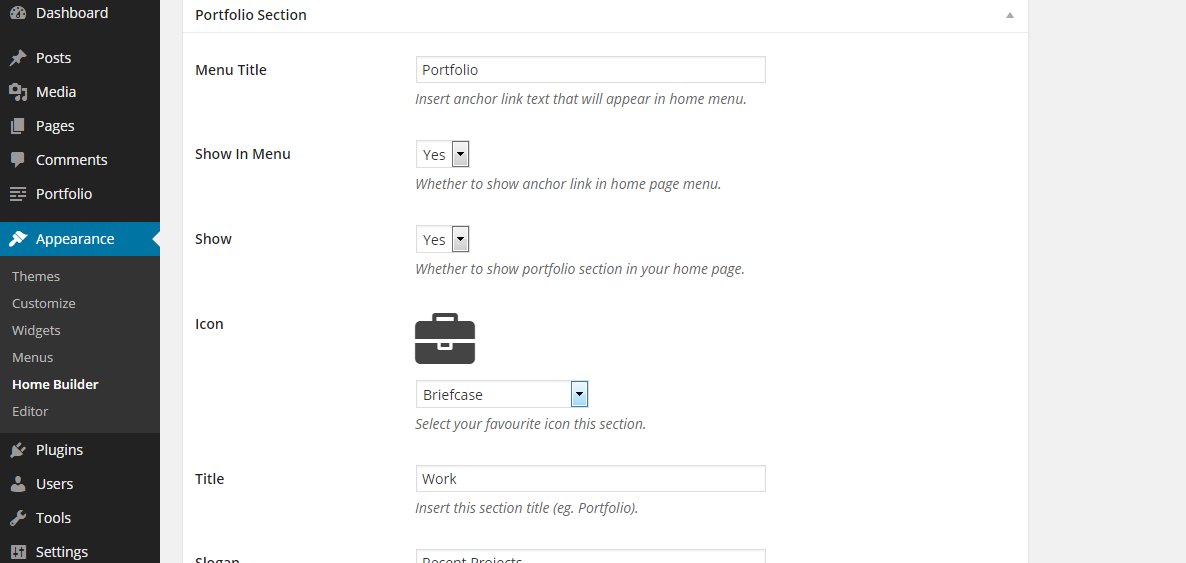 Dashboard
Posts
Media
Pages
Comments
Portfolio
Appearance
Themes
Customize
Widgets
Menus
Home Builder
Editor
Plugins
Users
Tools
Settings
Portfolio Section
Menu Title
Portfolio
Insert anchor link text that will appear in home menu.
Show In Menu
Yes
Whether to show anchor link in home page menu.
Show
Yes
Whether to show portfolio section in your home page.
Icon
Briefcase
Select your favourite icon this section.
Title
Work
Insert this section title (eg. Portfolio).
Slogan
Recent Projects